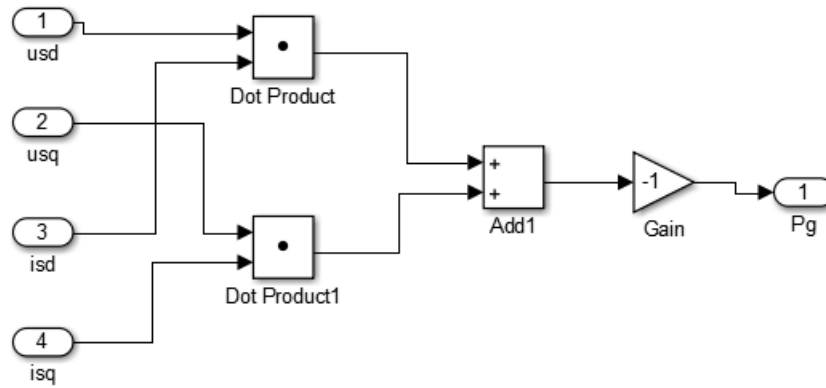 1
usd
Dot Product
2
usq
+
+
Add1
-1
Gain
1
Pg
3
isd
Dot Product1
4
isq